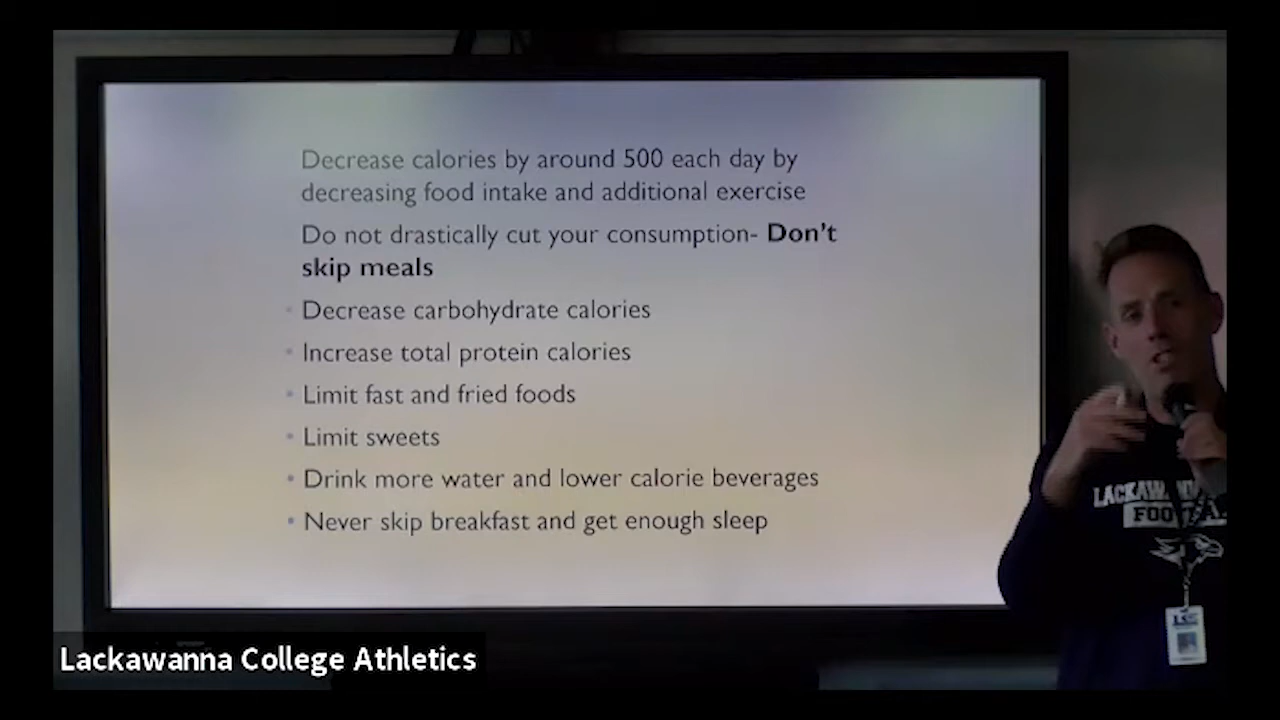 Decrease calories by around 500 each day by
decreasing food intake and additional exercise
Do not drastically cut your consumption- Don't
skip meals
Decrease carbohydrate calories
Increase total protein calories
Limit fast and fried foods
Limit sweets
Drink more water and lower calorie beverages
Never skip breakfast and get enough sleep
Lackawanna College Athletics